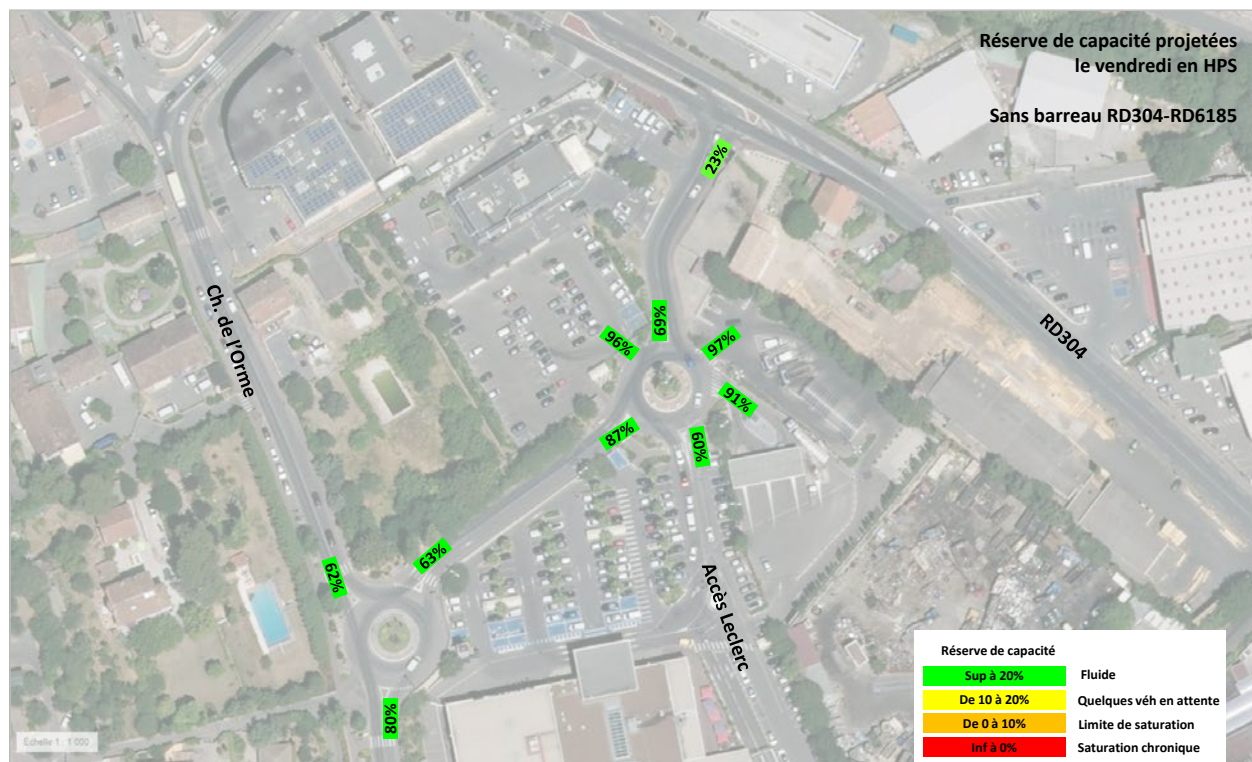 Réserve de capacité projetées
le vendredi en HPS
Sans barreau RD304-RD6185
23%
Ch. de l'Orme
RD304
69%
96%
97%
91%
87%
60%
63%
62%
80%
Accès Leclerc
Réserve de capacité
Sup à 20% Fluide
De 10 à 20% Quelques véh en attente
De 0 à 10% Limite de saturation
Inf à 0% Saturation chronique
Echelle 1 : 1 000